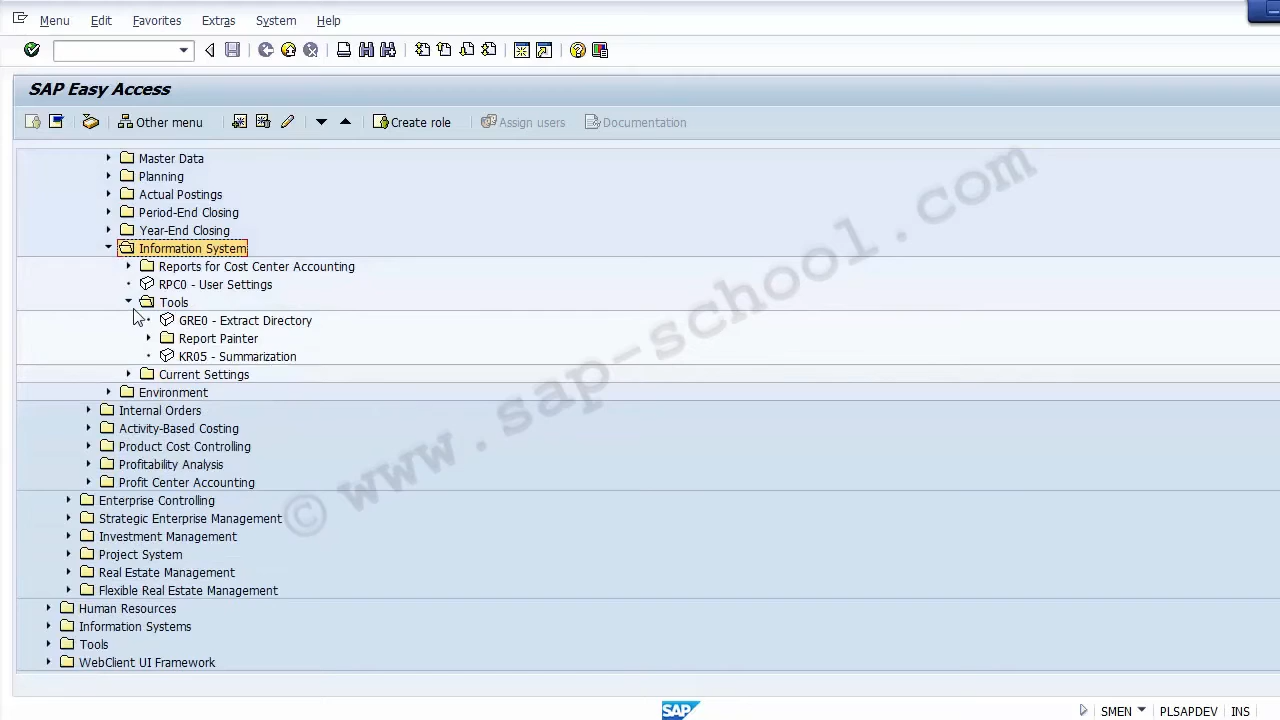 Menu Edit Favorites Extras System Help
SAP Easy Access
Other menu Create role Assign users Documentation
Master Data
Planning
Actual Postings
Period-End Closing
Year-End Closing
Information System
Reports for Cost Center Accounting
RPC0 - User Settings
Tools
GRE0 - Extract Directory
Report Painter
KR05 - Summarization
Current Settings
Environment
Internal Orders
Activity-Based Costing
Product Cost Controlling
Profitability Analysis
Profit Center Accounting
Enterprise Controlling
Strategic Enterprise Management
Investment Management
Project System
Real Estate Management
Flexible Real Estate Management
Human Resources
Information Systems
Tools
WebClient UI Framework
© www.sap-school.com
SAP SMEN PLSAPDEV INS